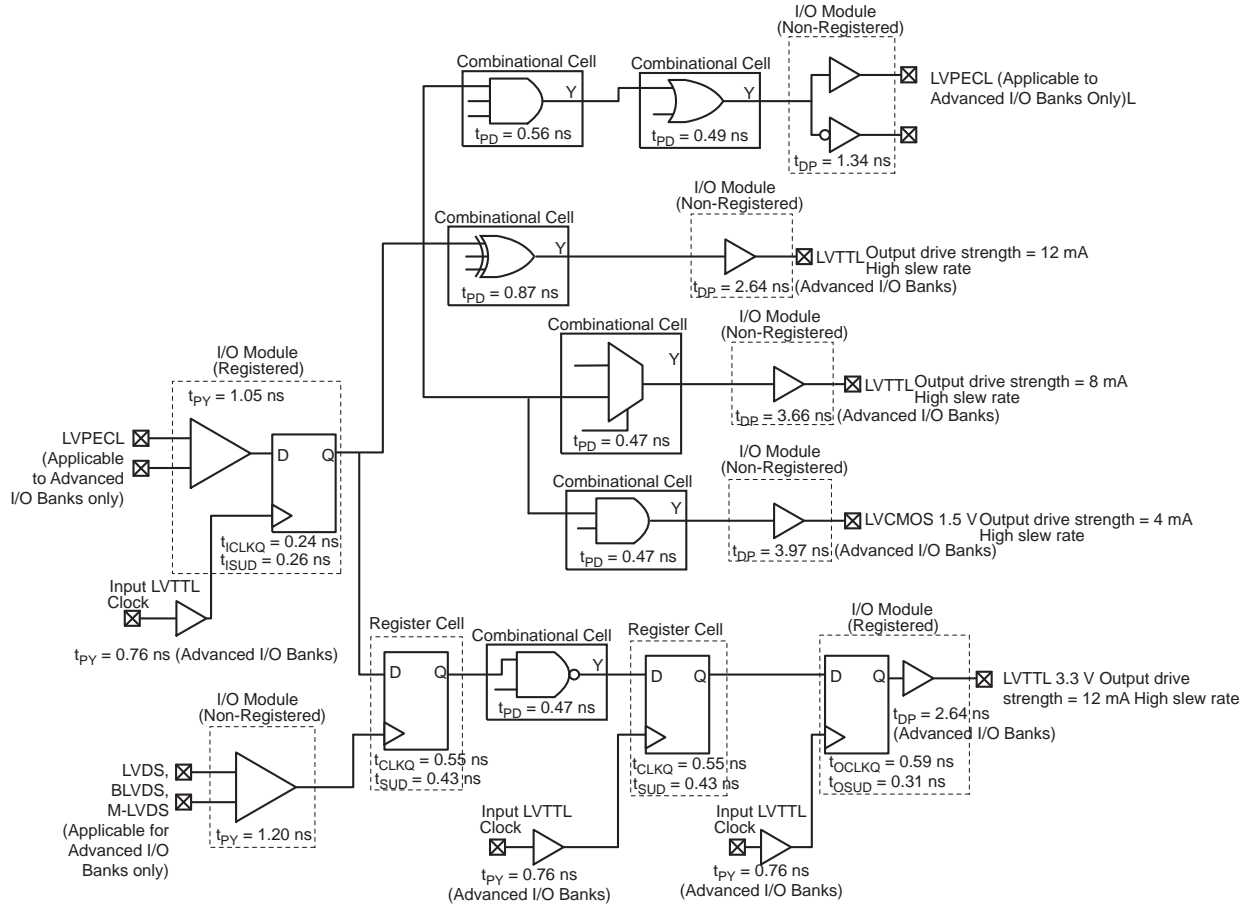 I/O Module
(Non-Registered)
Combinational Cell
Y
tPD = 0.56 ns
Combinational Cell
Y
tPD = 0.49 ns
tDP = 1.34 ns
LVPECL (Applicable to
Advanced I/O Banks Only)L
I/O Module
(Non-Registered)
Combinational Cell
Y
tPD = 0.87 ns
tDP = 2.64 ns (Advanced I/O Banks)
LVTTL Output drive strength = 12 mA
High slew rate
Combinational Cell
Y
tPD = 0.47 ns
I/O Module
(Non-Registered)
tDP = 3.66 ns (Advanced I/O Banks)
LVTTL Output drive strength = 8 mA
High slew rate
I/O Module
(Registered)
tPY = 1.05 ns
LVPECL
(Applicable
to Advanced
I/O Banks only)
D
Q
tICLKQ = 0.24 ns
tISUD = 0.26 ns
Input LVTTL
Clock
tPY = 0.76 ns (Advanced I/O Banks)
Combinational Cell
Y
tPD = 0.47 ns
I/O Module
(Non-Registered)
tDP = 3.97 ns (Advanced I/O Banks)
LVCMOS 1.5 V Output drive strength = 4 mA
High slew rate
Register Cell
D
Q
tCLKQ = 0.55 ns
tSUD = 0.43 ns
Combinational Cell
Y
tPD = 0.47 ns
Register Cell
D
Q
tCLKQ = 0.55 ns
tSUD = 0.43 ns
I/O Module
(Registered)
D
Q
tDP = 2.64 ns
(Advanced I/O Banks)
tOCLKQ = 0.59 ns
tOSUD = 0.31 ns
LVTTL 3.3 V Output drive
strength = 12 mA High slew rate
I/O Module
(Non-Registered)
LVDS,
BLVDS,
M-LVDS
(Applicable for
Advanced I/O
Banks only)
tPY = 1.20 ns
Input LVTTL
Clock
tPY = 0.76 ns
(Advanced I/O Banks)
Input LVTTL
Clock
tPY = 0.76 ns
(Advanced I/O Banks)